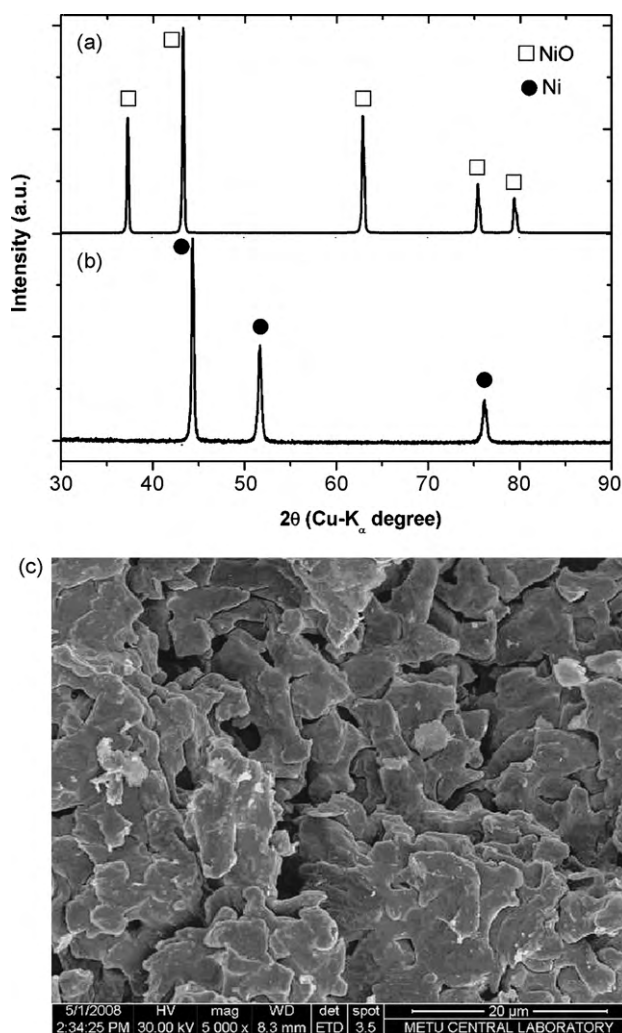 (a)
□ NiO
● Ni
(b)
Intensity (a.u.)
30 40 50 60 70 80 90
2θ (Cu-Kα degree)
(c)
5/1/2008 HV mag WD det spot 20 µm
2:34:25 PM 30.00 kV 5 000 x 8.3 mm ETD 3.5 METU CENTRAL LABORATORY